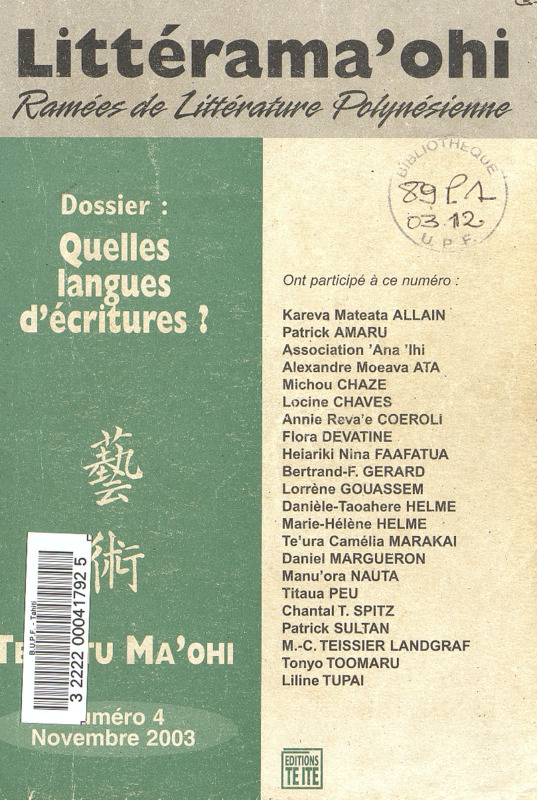 Littérama'ohi
Ramées de Littérature Polynésienne
BIBLIOTHEQUE
89 P.1
03.12
U.P.F.
Dossier :
Quelles
langues
d'écritures ?
藝
術
B.U.P.F. - Tahiti
3 2222 00041792 5
TU MA'OHI
uméro 4
Novembre 2003
Ont participé à ce numéro :
Kareva Mateata ALLAIN
Patrick AMARU
Association 'Ana 'Ihi
Alexandre Moeava ATA
Michou CHAZE
Locine CHAVES
Annie Reva'e COEROLI
Flora DEVATINE
Heiariki Nina FAAFATUA
Bertrand-F. GERARD
Lorrène GOUASSEM
Danièle-Taoahere HELME
Marie-Hélène HELME
Te'ura Camélia MARAKAI
Daniel MARGUERON
Manu'ora NAUTA
Titaua PEU
Chantal T. SPITZ
Patrick SULTAN
M.-C. TEISSIER LANDGRAF
Tonyo TOOMARU
Liline TUPAI
EDITIONS
TE ITE